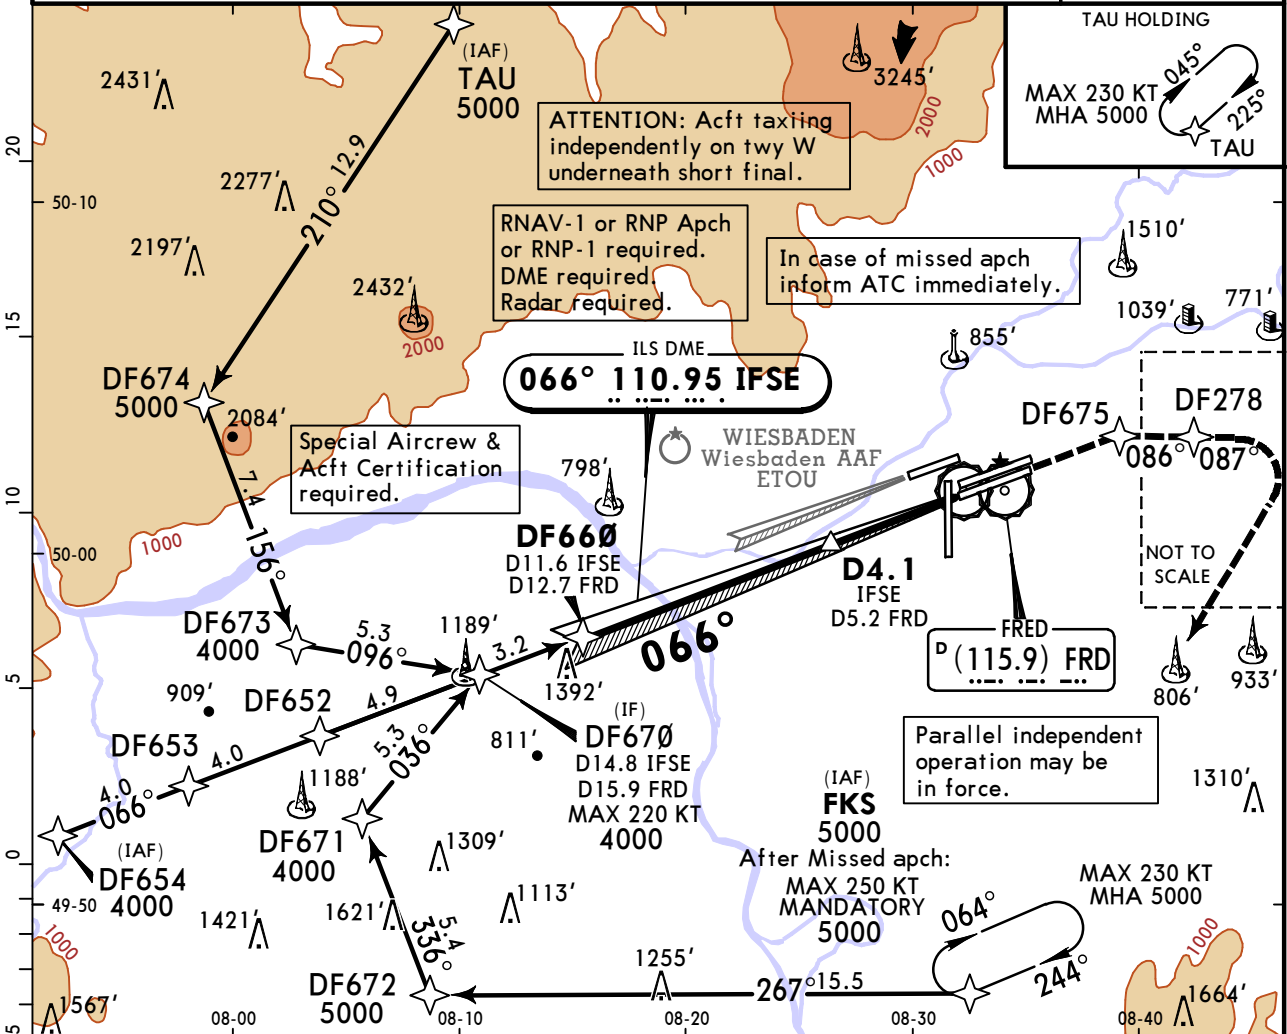 TAU HOLDING
045°
MAX 230 KT
MHA 5000
225°
TAU
(IAF)
TAU
5000
2431'
3245'
2000
1000
ATTENTION: Acft taxiing
independently on twy W
underneath short final.
20
12.9
210°
2277'
50-10
2197'
RNAV-1 or RNP Apch
or RNP-1 required.
DME required.
Radar required.
In case of missed apch
inform ATC immediately.
1510'
1039'
771'
2432'
2000
15
855'
ILS DME
066° 110.95 IFSE
DF674
5000
2084'
Special Aircrew &
Acft Certification
required.
WIESBADEN
Wiesbaden AAF
ETOU
DF675
DF278
086°
087°
798'
7.4
156°
10
1000
50-00
DF66Ø
D11.6 IFSE
D12.7 FRD
D4.1
IFSE
D5.2 FRD
NOT TO
SCALE
066°
DF673
4000
5.3
096°
1189'
3.2
1392'
FRED
D (115.9) FRD
806'
933'
5
909'
DF652
4.9
5.3
036°
811'
(IF)
DF67Ø
D14.8 IFSE
D15.9 FRD
MAX 220 KT
4000
Parallel independent
operation may be
in force.
DF653
4.0
4.0
066°
1188'
1310'
(IAF)
FKS
5000
After Missed apch:
MAX 250 KT
MANDATORY
5000
DF671
4000
1309'
0
(IAF)
DF654
4000
49-50
1000
1421'
1621'
1113'
5.4
336°
064°
244°
MAX 230 KT
MHA 5000
1000
1255'
DF672
5000
267°
15.5
1567'
1664'
5
08-00
08-10
08-20
08-30
08-40